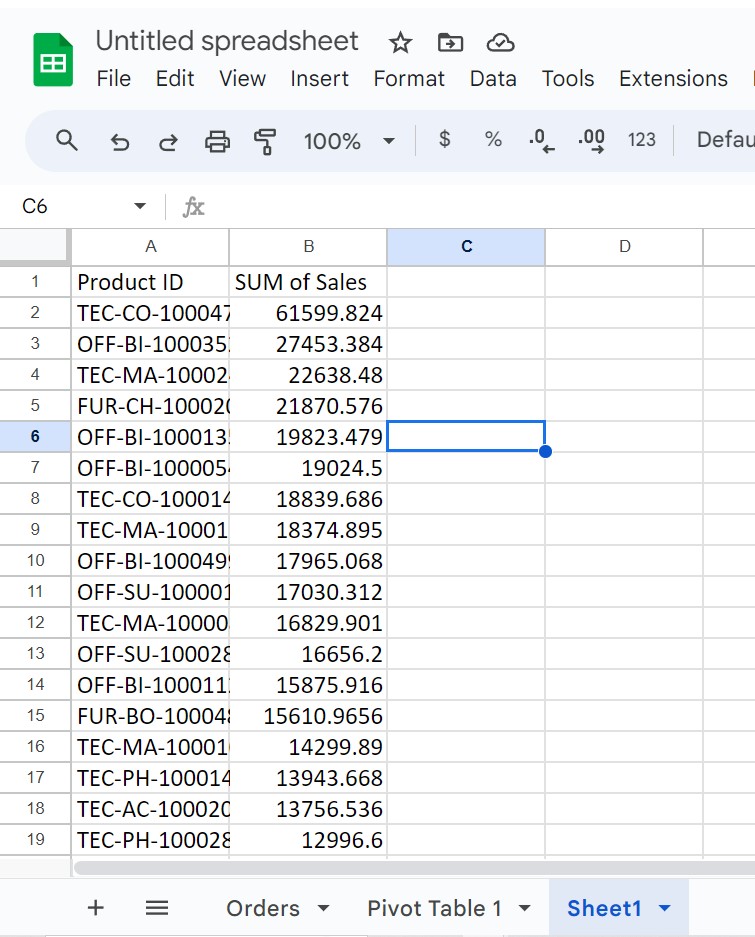 Untitled spreadsheet
File Edit View Insert Format Data Tools Extensions
100% $ % .0 .00 123
C6 fx
A B C D
1 Product ID SUM of Sales
2 TEC-CO-100047 61599.824
3 OFF-BI-100035 27453.384
4 TEC-MA-10002 22638.48
5 FUR-CH-10002 21870.576
6 OFF-BI-100013 19823.479
7 OFF-BI-100005 19024.5
8 TEC-CO-100014 18839.686
9 TEC-MA-10001 18374.895
10 OFF-BI-100049 17965.068
11 OFF-SU-100001 17030.312
12 TEC-MA-10000 16829.901
13 OFF-SU-100028 16656.2
14 OFF-BI-100011 15875.916
15 FUR-BO-100048 15610.9656
16 TEC-MA-10001 14299.89
17 TEC-PH-100014 13943.668
18 TEC-AC-100020 13756.536
19 TEC-PH-100028 12996.6
Orders Pivot Table 1 Sheet1